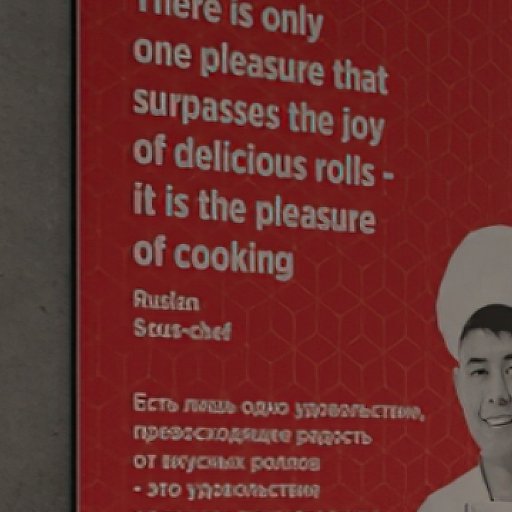 There is only
one pleasure that
surpasses the joy
of delicious rolls -
it is the pleasure
of cooking
Ruslan
Sous-chef
Есть лишь одно удовольствие,
превосходящее радость
от вкусных роллов
- это удовольствие